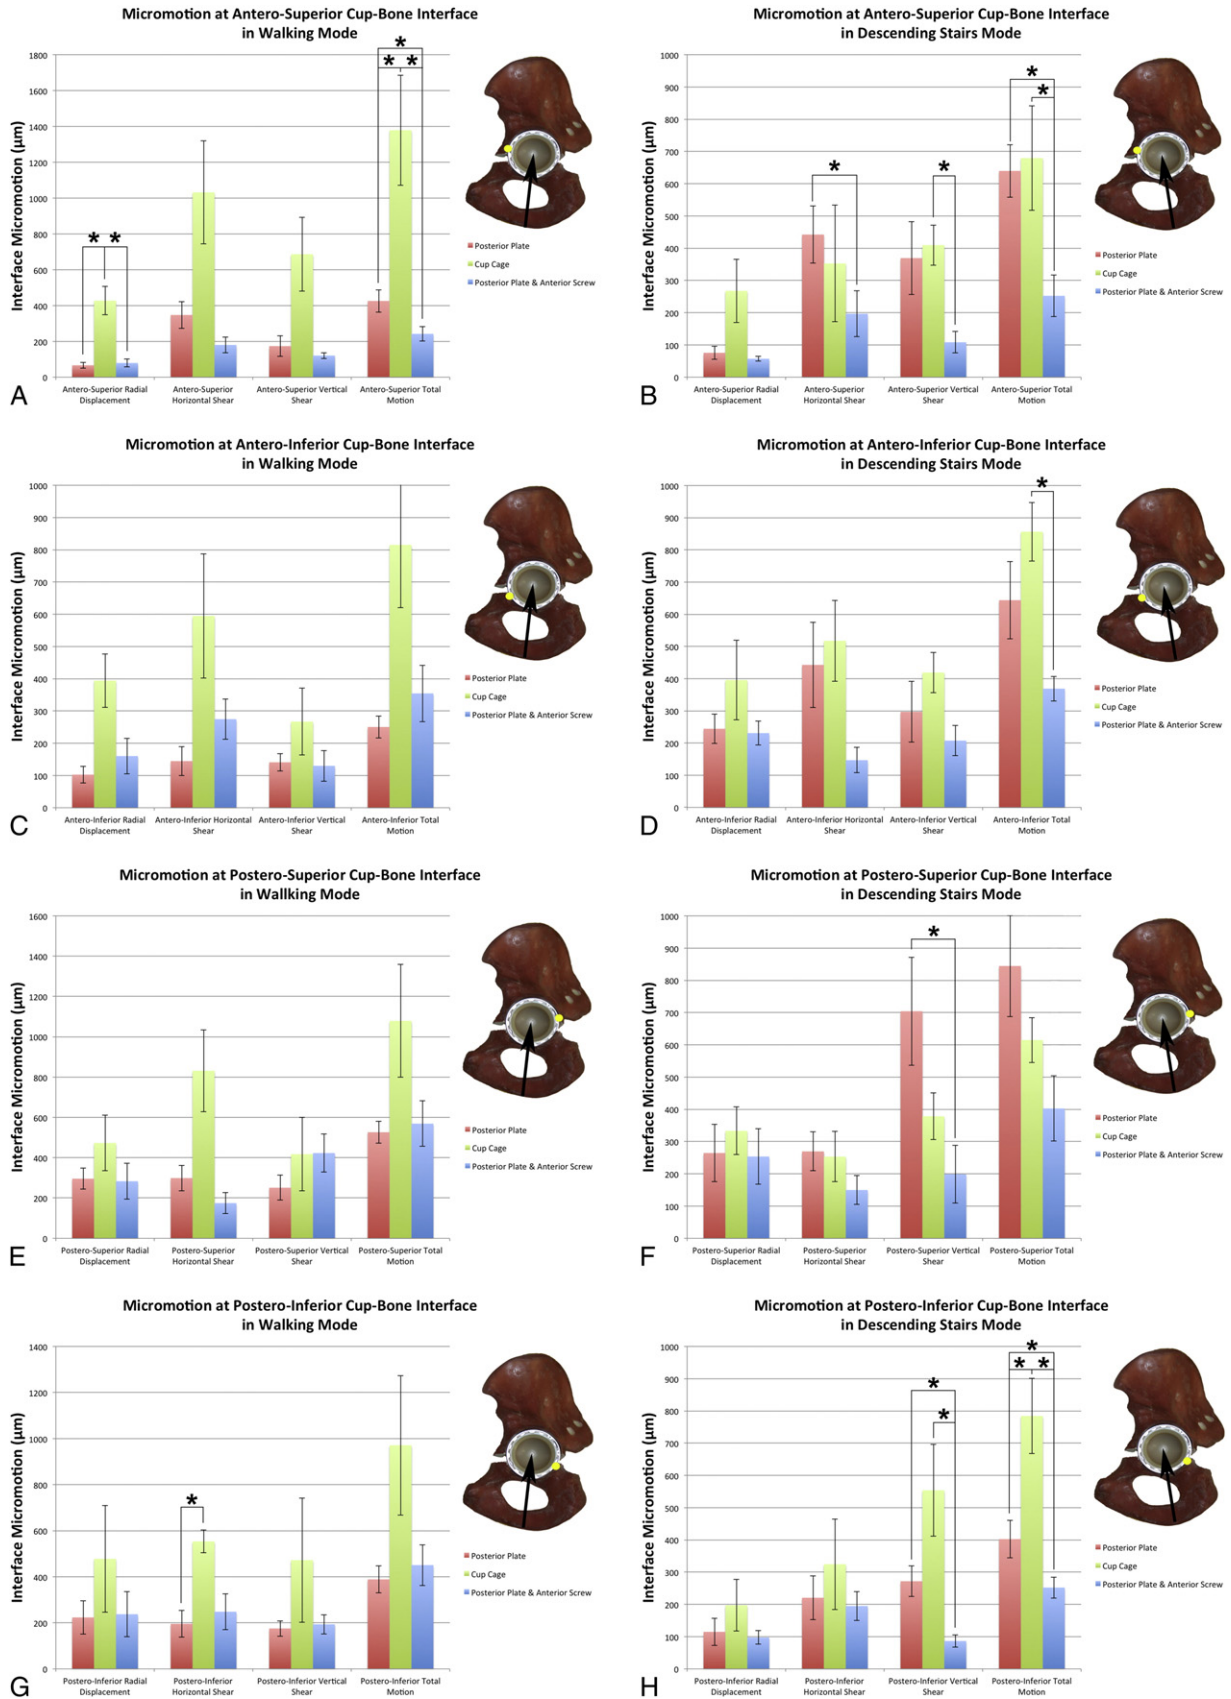 Micromotion at Antero-Superior Cup-Bone Interface
in Walking Mode
Interface Micromotion (µm)
1800
1600
1400
1200
1000
800
600
400
200
0
* *
*
* *
Antero-Superior Radial
Displacement
Antero-Superior
Horizontal Shear
Antero-Superior Vertical
Shear
Antero-Superior Total
Motion
Posterior Plate
Cup Cage
Posterior Plate & Anterior Screw
A
Micromotion at Antero-Superior Cup-Bone Interface
in Descending Stairs Mode
Interface Micromotion (µm)
1000
900
800
700
600
500
400
300
200
100
0
*
*
*
*
Antero-Superior Radial
Displacement
Antero-Superior
Horizontal Shear
Antero-Superior Vertical
Shear
Antero-Superior Total
Motion
Posterior Plate
Cup Cage
Posterior Plate & Anterior Screw
B
Micromotion at Antero-Inferior Cup-Bone Interface
in Walking Mode
Interface Micromotion (µm)
1000
900
800
700
600
500
400
300
200
100
0
Antero-Inferior Radial
Displacement
Antero-Inferior Horizontal
Shear
Antero-Inferior Vertical
Shear
Antero-Inferior Total
Motion
Posterior Plate
Cup Cage
Posterior Plate & Anterior Screw
C
Micromotion at Antero-Inferior Cup-Bone Interface
in Descending Stairs Mode
Interface Micromotion (µm)
1000
900
800
700
600
500
400
300
200
100
0
*
Antero-Inferior Radial
Displacement
Antero-Inferior Horizontal
Shear
Antero-Inferior Vertical
Shear
Antero-Inferior Total
Motion
Posterior Plate
Cup Cage
Posterior Plate & Anterior Screw
D
Micromotion at Postero-Superior Cup-Bone Interface
in Wallking Mode
Interface Micromotion (µm)
1600
1400
1200
1000
800
600
400
200
0
Postero-Superior Radial
Displacement
Postero-Superior
Horizontal Shear
Postero-Superior Vertical
Shear
Postero-Superior Total
Motion
Posterior Plate
Cup Cage
Posterior Plate & Anterior Screw
E
Micromotion at Postero-Superior Cup-Bone Interface
in Descending Stairs Mode
Interface Micromotion (µm)
1000
900
800
700
600
500
400
300
200
100
0
*
Postero-Superior Radial
Displacement
Postero-Superior
Horizontal Shear
Postero-Superior Vertical
Shear
Postero-Superior Total
Motion
Posterior Plate
Cup Cage
Posterior Plate & Anterior Screw
F
Micromotion at Postero-Inferior Cup-Bone Interface
in Walking Mode
Interface Micromotion (µm)
1400
1200
1000
800
600
400
200
0
*
Postero-Inferior Radial
Displacement
Postero-Inferior
Horizontal Shear
Postero-Inferior Vertical
Shear
Postero-Inferior Total
Motion
Posterior Plate
Cup Cage
Posterior Plate & Anterior Screw
G
Micromotion at Postero-Inferior Cup-Bone Interface
in Descending Stairs Mode
Interface Micromotion (µm)
1000
900
800
700
600
500
400
300
200
100
0
*
*
*
* *
Postero-Inferior Radial
Displacement
Postero-Inferior
Horizontal Shear
Postero-Inferior Vertical
Shear
Postero-Inferior Total
Motion
Posterior Plate
Cup Cage
Posterior Plate & Anterior Screw
H